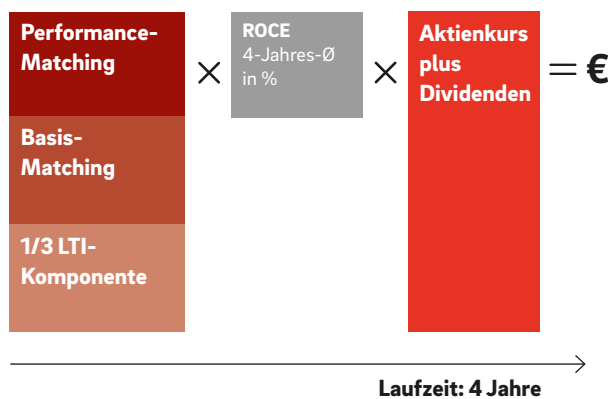 Performance-
Matching
×
ROCE
4-Jahres-Ø
in %
×
Aktienkurs
plus
Dividenden
= €
Basis-
Matching
1/3 LTI-
Komponente
Laufzeit: 4 Jahre